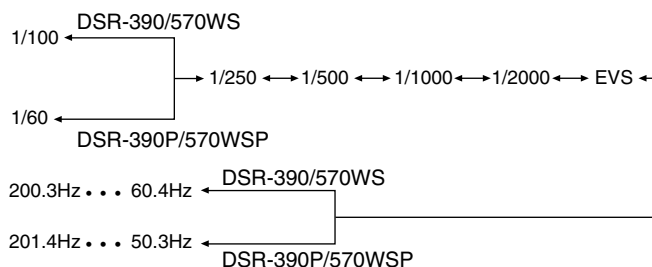 DSR-390/570WS
1/100
1/250 1/500 1/1000 1/2000 EVS
1/60
DSR-390P/570WSP
DSR-390/570WS
200.3Hz • • • 60.4Hz
201.4Hz • • • 50.3Hz
DSR-390P/570WSP